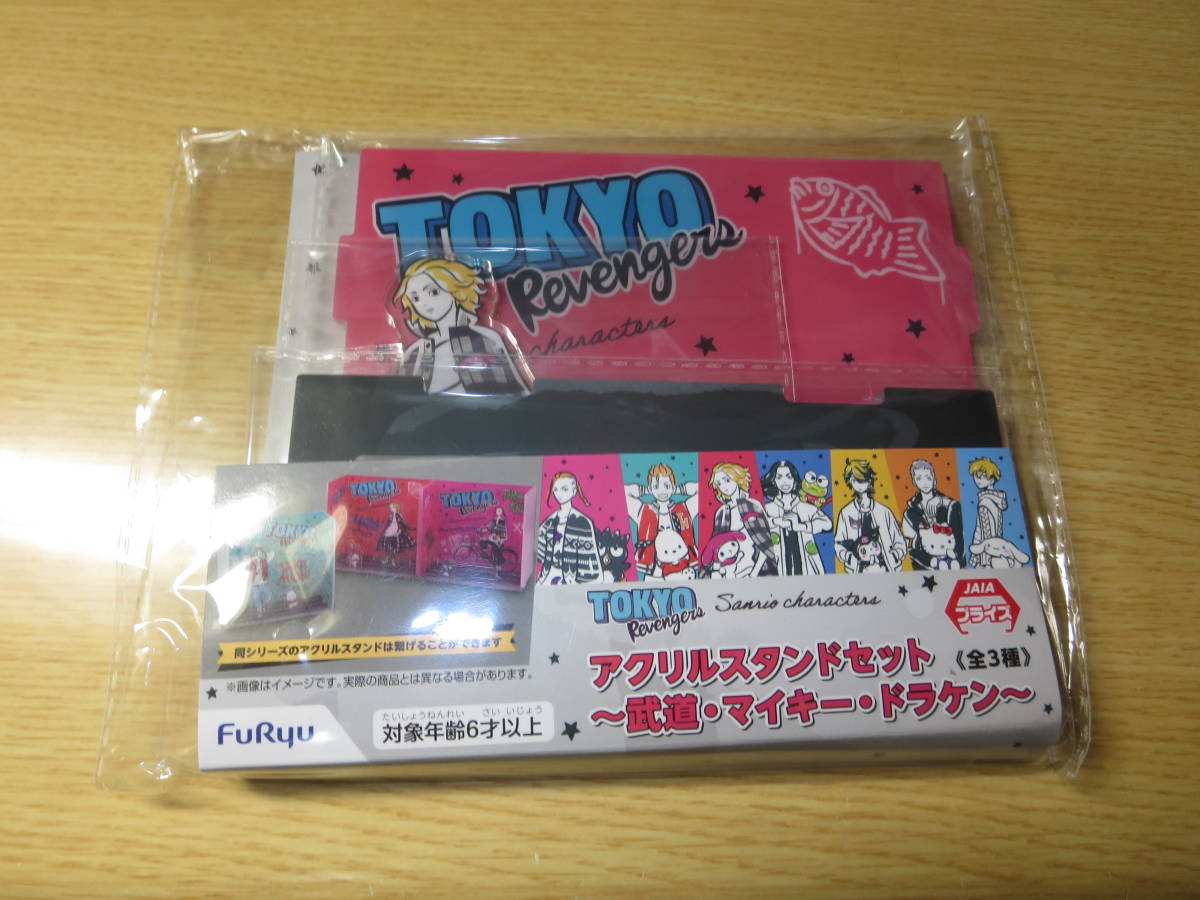 TOKYO
Revengers
characters
TOKYO
TOKYO
TOKYO
同シリーズのアクリルスタンドは繋げることができます
※画像はイメージです。実際の商品とは異なる場合があります。
TOKYO
Revengers
Sanrio characters
JAIA
プライズ
アクリルスタンドセット
《全3種》
～武道・マイキー・ドラケン～
FuRyu
たいしょうねんれい さい いじょう
対象年齢6才以上